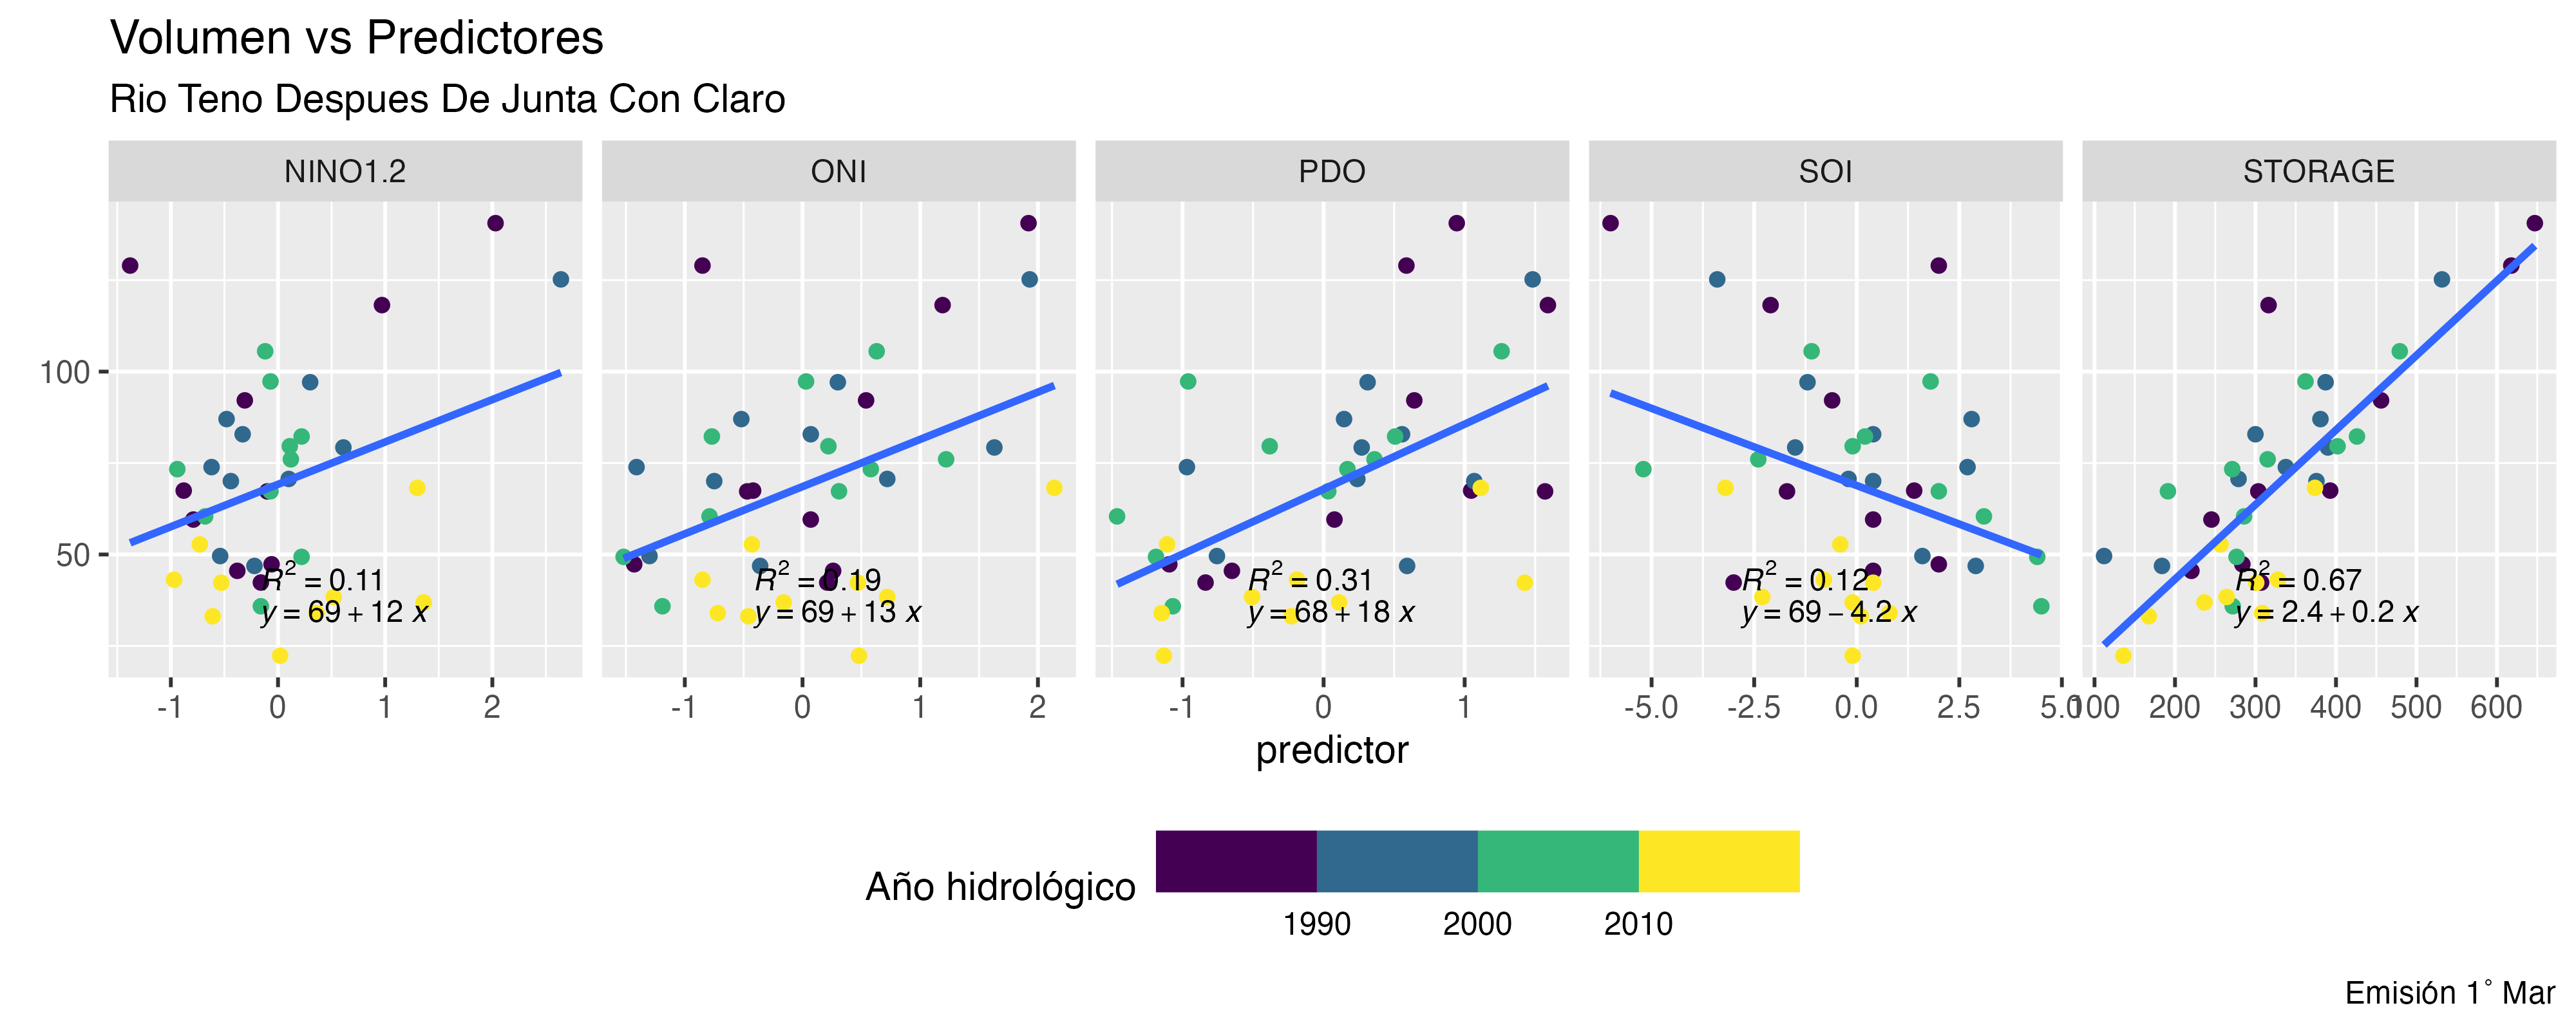 Volumen vs Predictores
Rio Teno Despues De Junta Con Claro
NINO1.2 ONI PDO SOI STORAGE
100
50
R² = 0.11 R² = 0.19 R² = 0.31 R² = 0.12 R² = 0.67
y = 69 + 12 x y = 69 + 13 x y = 68 + 18 x y = 69 − 4.2 x y = 2.4 + 0.2 x
-1 0 1 2 -1 0 1 2 -1 0 1 -5.0 -2.5 0.0 2.5 5.0 100 200 300 400 500 600
predictor
Año hidrológico
1990 2000 2010
Emisión 1° Mar